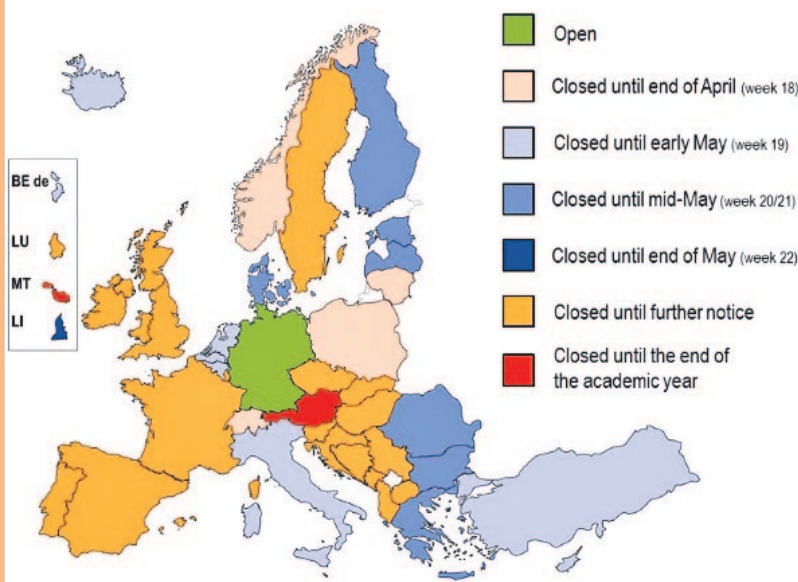 Open
Closed until end of April (week 18)
Closed until early May (week 19)
Closed until mid-May (week 20/21)
Closed until end of May (week 22)
Closed until further notice
Closed until the end of
the academic year
BE de
LU
MT
LI